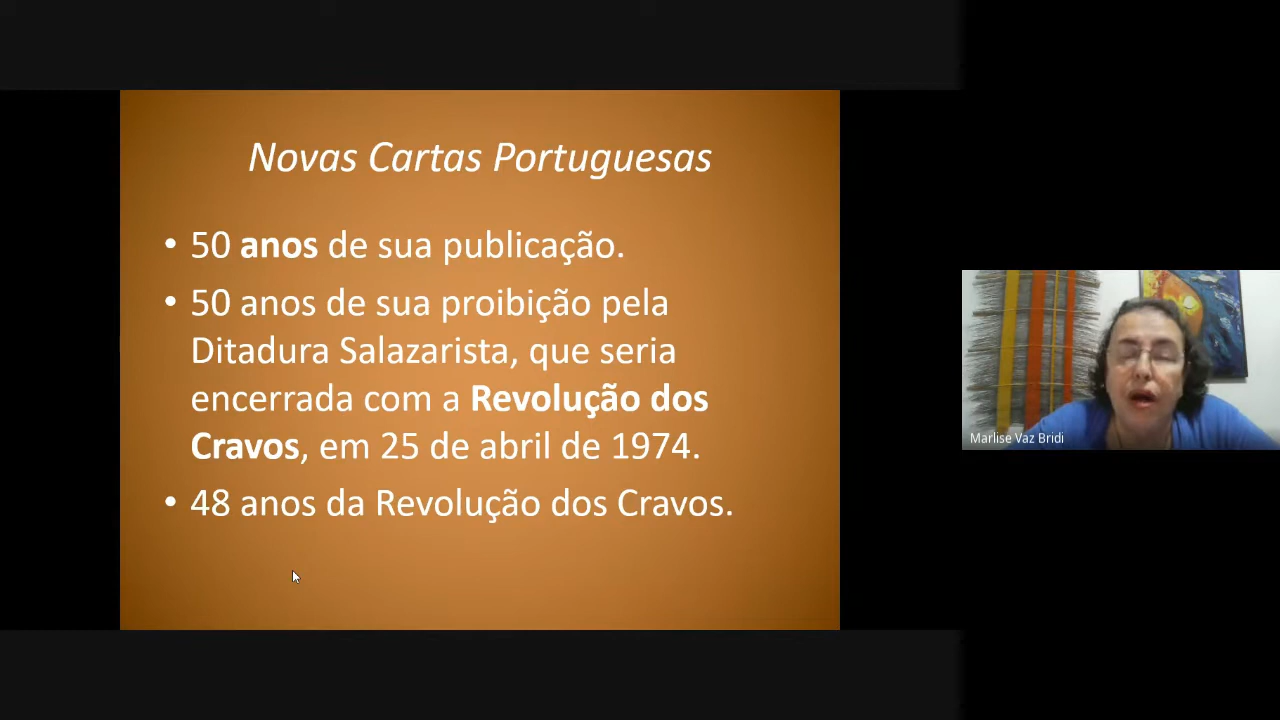 Novas Cartas Portuguesas
• 50 anos de sua publicação.
• 50 anos de sua proibição pela
Ditadura Salazarista, que seria
encerrada com a Revolução dos
Cravos, em 25 de abril de 1974.
• 48 anos da Revolução dos Cravos.
Marlise Vaz Bridi